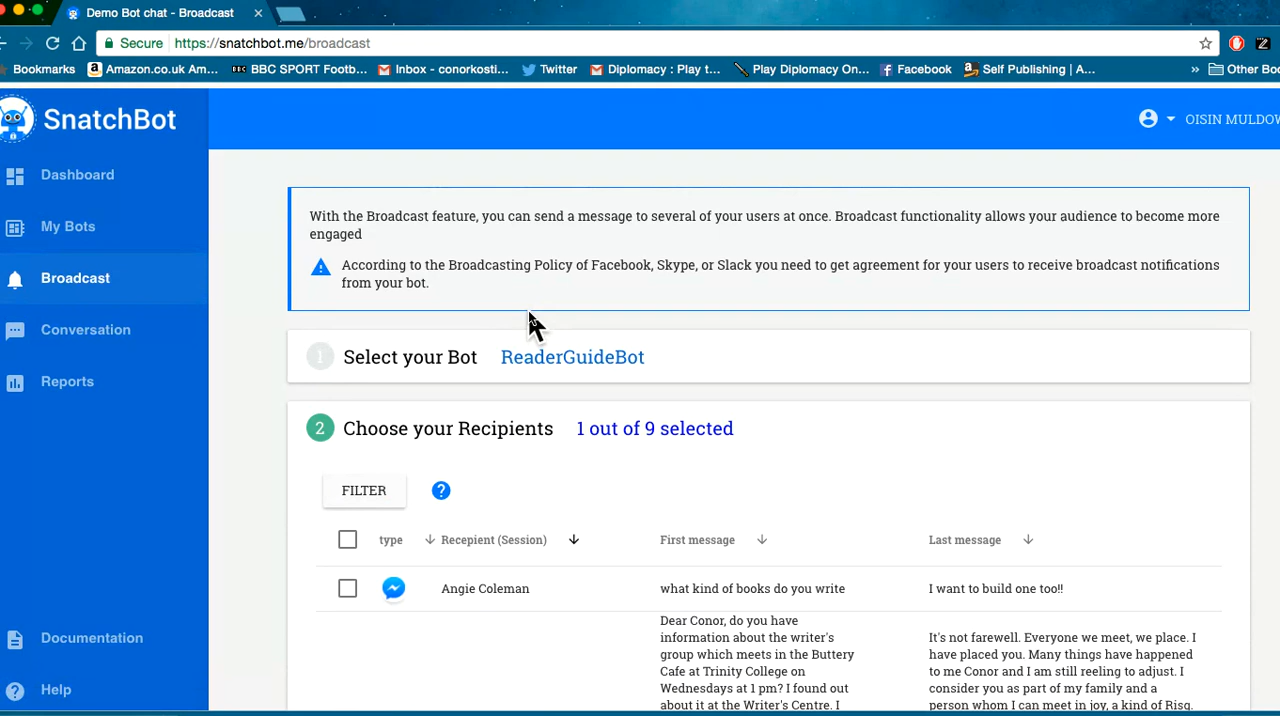 Demo Bot chat - Broadcast
Secure https://snatchbot.me/broadcast
Bookmarks Amazon.co.uk Am... BBC SPORT Footb... Inbox - conorkosti... Twitter Diplomacy : Play t... Play Diplomacy On... Facebook Self Publishing | A... » Other Boo
SnatchBot
OISIN MULDOW
Dashboard
My Bots
Broadcast
Conversation
Reports
Documentation
Help
With the Broadcast feature, you can send a message to several of your users at once. Broadcast functionality allows your audience to become more
engaged
According to the Broadcasting Policy of Facebook, Skype, or Slack you need to get agreement for your users to receive broadcast notifications
from your bot.
1 Select your Bot ReaderGuideBot
2 Choose your Recipients 1 out of 9 selected
FILTER ?
type Recepient (Session) First message Last message
Angie Coleman what kind of books do you write I want to build one too!!
Dear Conor, do you have
information about the writer's
group which meets in the Buttery
Cafe at Trinity College on
Wednesdays at 1 pm? I found out
about it at the Writer's Centre. I
It's not farewell. Everyone we meet, we place. I
have placed you. Many things have happened
to me Conor and I am still reeling to adjust. I
consider you as part of my family and a
person whom I can meet in joy, a kind of Risq.